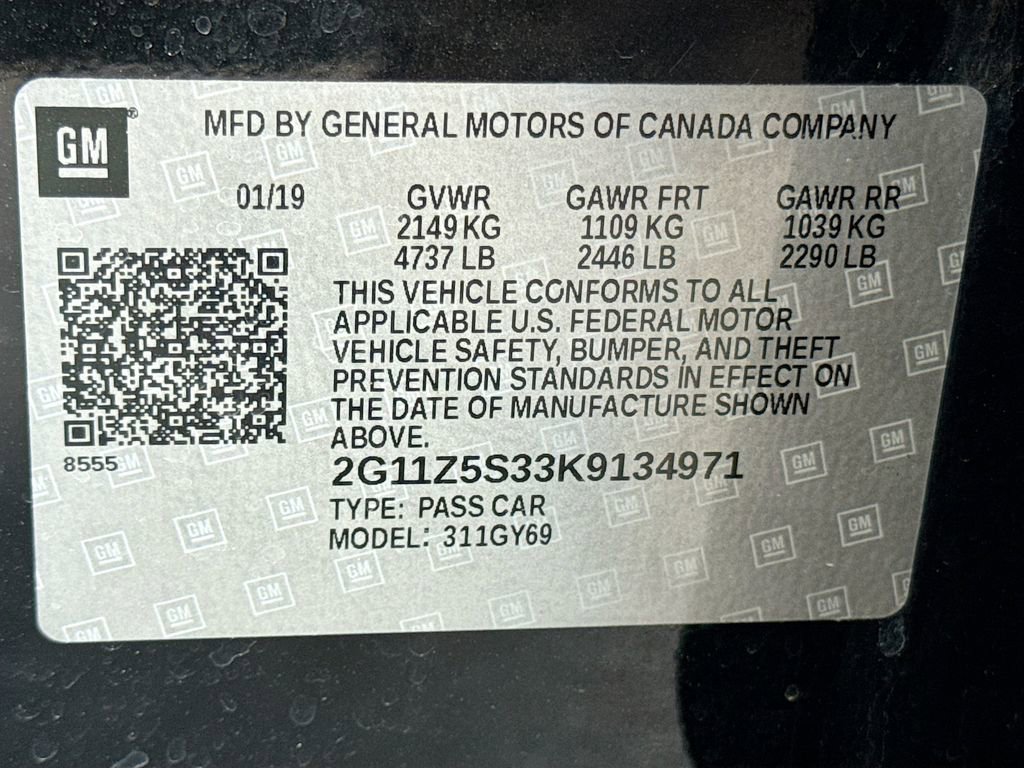 GM
MFD BY GENERAL MOTORS OF CANADA COMPANY
01/19 GVWR GAWR FRT GAWR RR
2149 KG 1109 KG 1039 KG
4737 LB 2446 LB 2290 LB
THIS VEHICLE CONFORMS TO ALL
APPLICABLE U.S. FEDERAL MOTOR
VEHICLE SAFETY, BUMPER, AND THEFT
PREVENTION STANDARDS IN EFFECT ON
THE DATE OF MANUFACTURE SHOWN
ABOVE.
8555
2G11Z5S33K9134971
TYPE: PASS CAR
MODEL: 311GY69